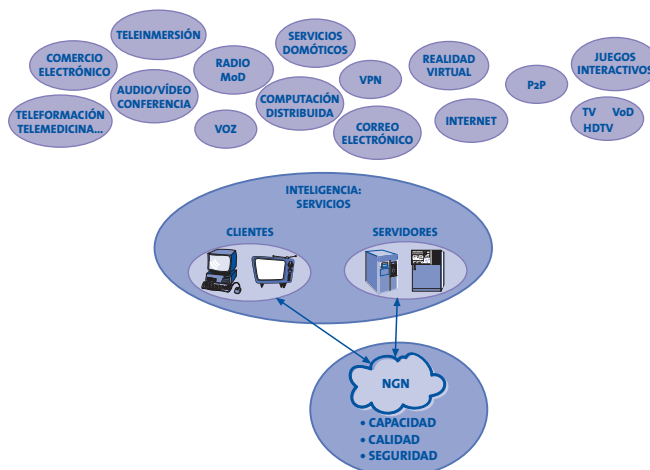 TELEINMERSIÓN
COMERCIO
ELECTRÓNICO
AUDIO/VÍDEO
CONFERENCIA
TELEFORMACIÓN
TELEMEDICINA...
RADIO
MoD
VOZ
SERVICIOS
DOMÓTICOS
COMPUTACIÓN
DISTRIBUIDA
VPN
CORREO
ELECTRÓNICO
REALIDAD
VIRTUAL
INTERNET
P2P
JUEGOS
INTERACTIVOS
TV VoD
HDTV
INTELIGENCIA:
SERVICIOS
CLIENTES
SERVIDORES
NGN
• CAPACIDAD
• CALIDAD
• SEGURIDAD